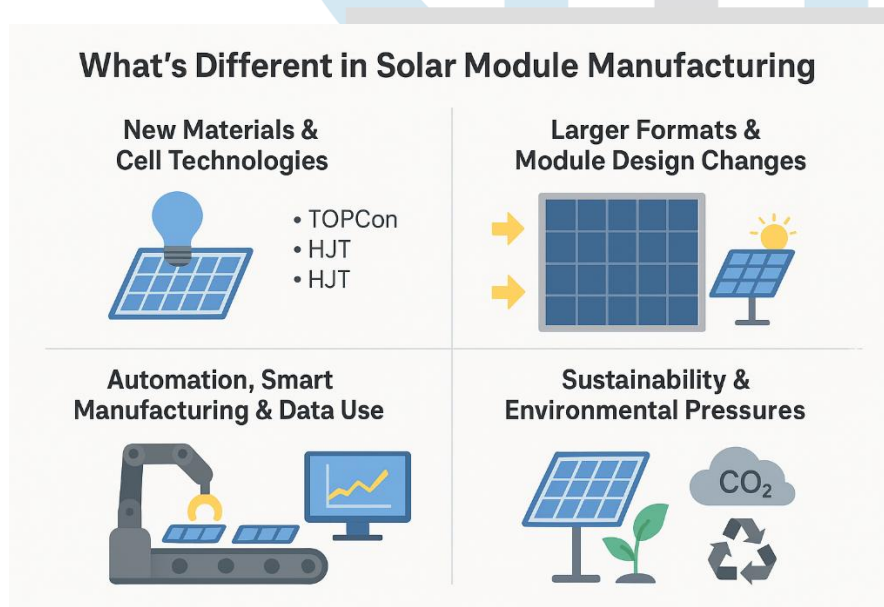 What's Different in Solar Module Manufacturing
New Materials &
Cell Technologies
• TOPCon
• HJT
• HJT
Larger Formats &
Module Design Changes
Automation, Smart
Manufacturing & Data Use
Sustainability &
Environmental Pressures
CO₂